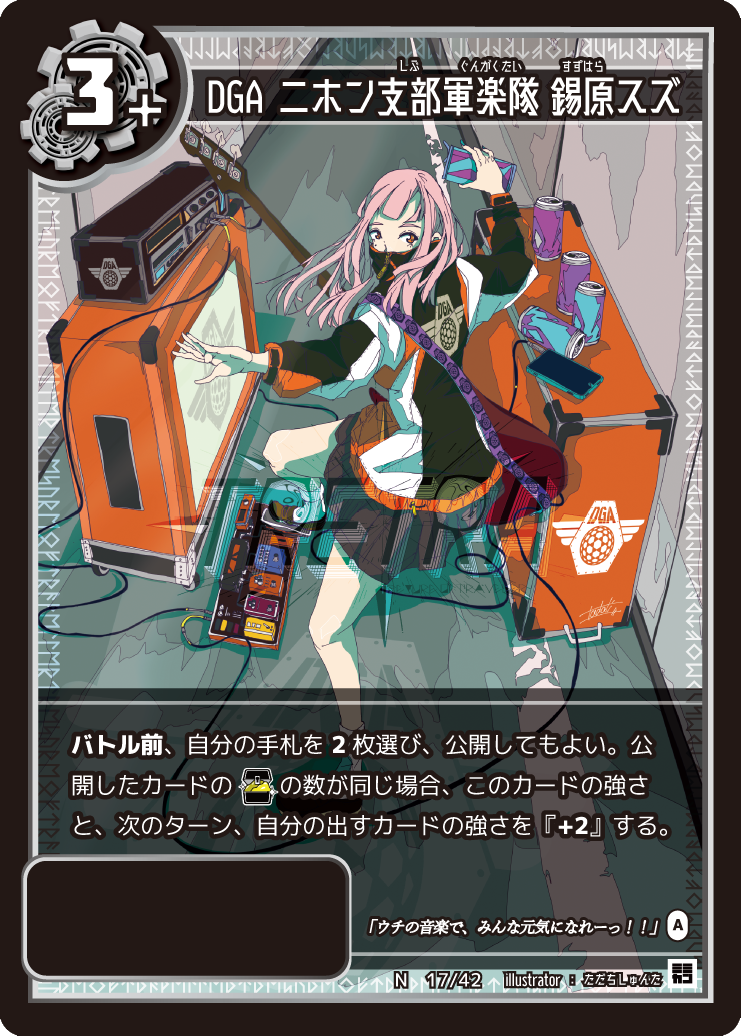 3+
しぶ ぐんがくたい すずはら
DGA ニホン支部軍楽隊 錫原スズ
DGA
DGA
DGA
バトル前、自分の手札を2枚選び、公開してもよい。公
開したカードの の数が同じ場合、このカードの強さ
と、次のターン、自分の出すカードの強さを『+2』する。
「ウチの音楽で、みんな元気になれーっ！！」 A
N 17/42 illustrator : ただちしゅんた